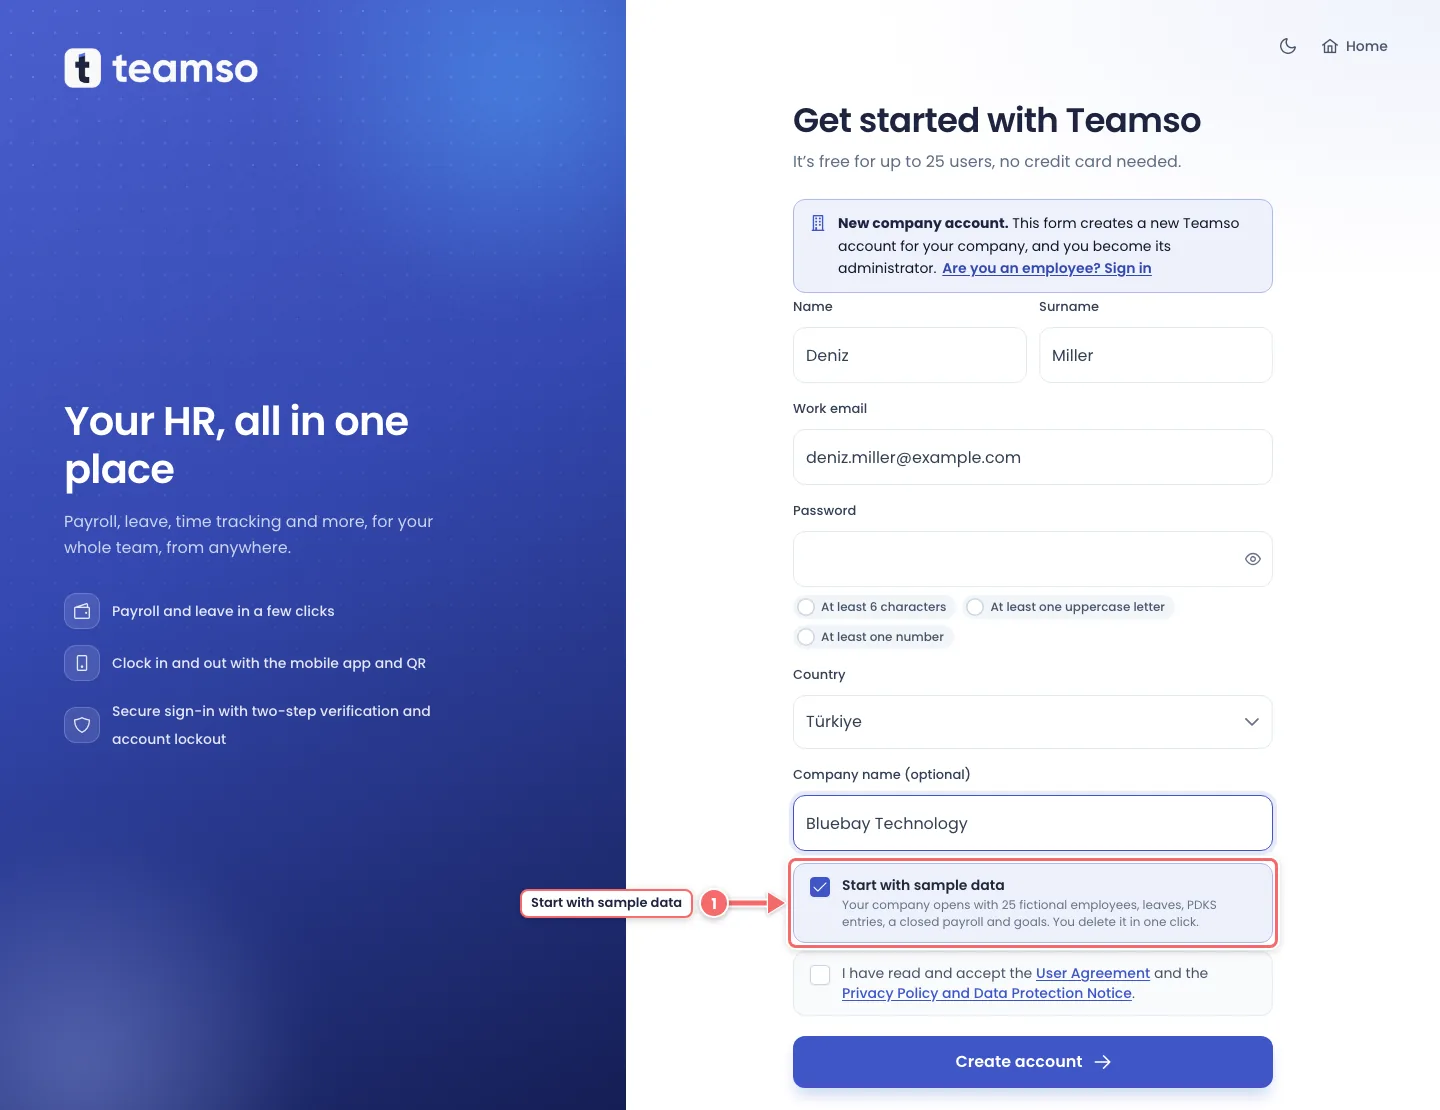 teamso
Your HR, all in one
place
Payroll, leave, time tracking and more, for your
whole team, from anywhere.
Payroll and leave in a few clicks
Clock in and out with the mobile app and QR
Secure sign-in with two-step verification and
account lockout
Home
Get started with Teamso
It’s free for up to 25 users, no credit card needed.
New company account. This form creates a new Teamso
account for your company, and you become its
administrator. Are you an employee? Sign in
Name
Surname
Deniz
Miller
Work email
deniz.miller@example.com
Password
At least 6 characters
At least one uppercase letter
At least one number
Country
Türkiye
Company name (optional)
Bluebay Technology
Start with sample data
1
Start with sample data
Your company opens with 25 fictional employees, leaves, PDKS
entries, a closed payroll and goals. You delete it in one click.
I have read and accept the User Agreement and the
Privacy Policy and Data Protection Notice.
Create account